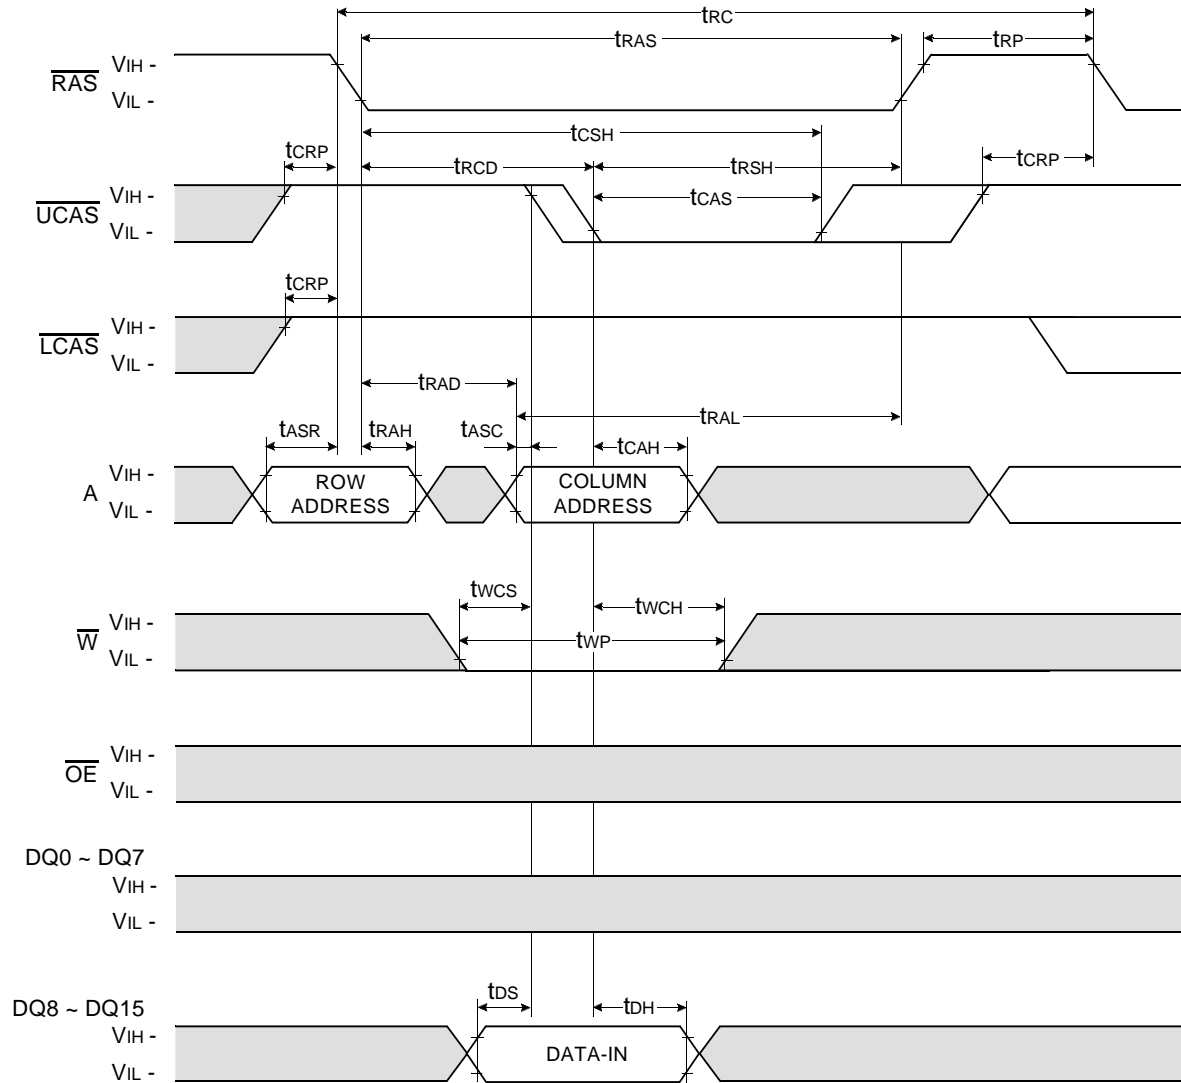 tRC
tRAS
tRP
RAS
VIH -
VIL -
tCSH
tCRP
tRCD
tRSH
tCRP
UCAS
VIH -
VIL -
tCAS
tCRP
LCAS
VIH -
VIL -
tRAD
tRAL
tASR
tRAH
tASC
tCAH
A
VIH -
VIL -
ROW
ADDRESS
COLUMN
ADDRESS
tWCS
tWCH
W
VIH -
VIL -
tWP
OE
VIH -
VIL -
DQ0 ~ DQ7
VIH -
VIL -
tDS
tDH
DQ8 ~ DQ15
VIH -
VIL -
DATA-IN